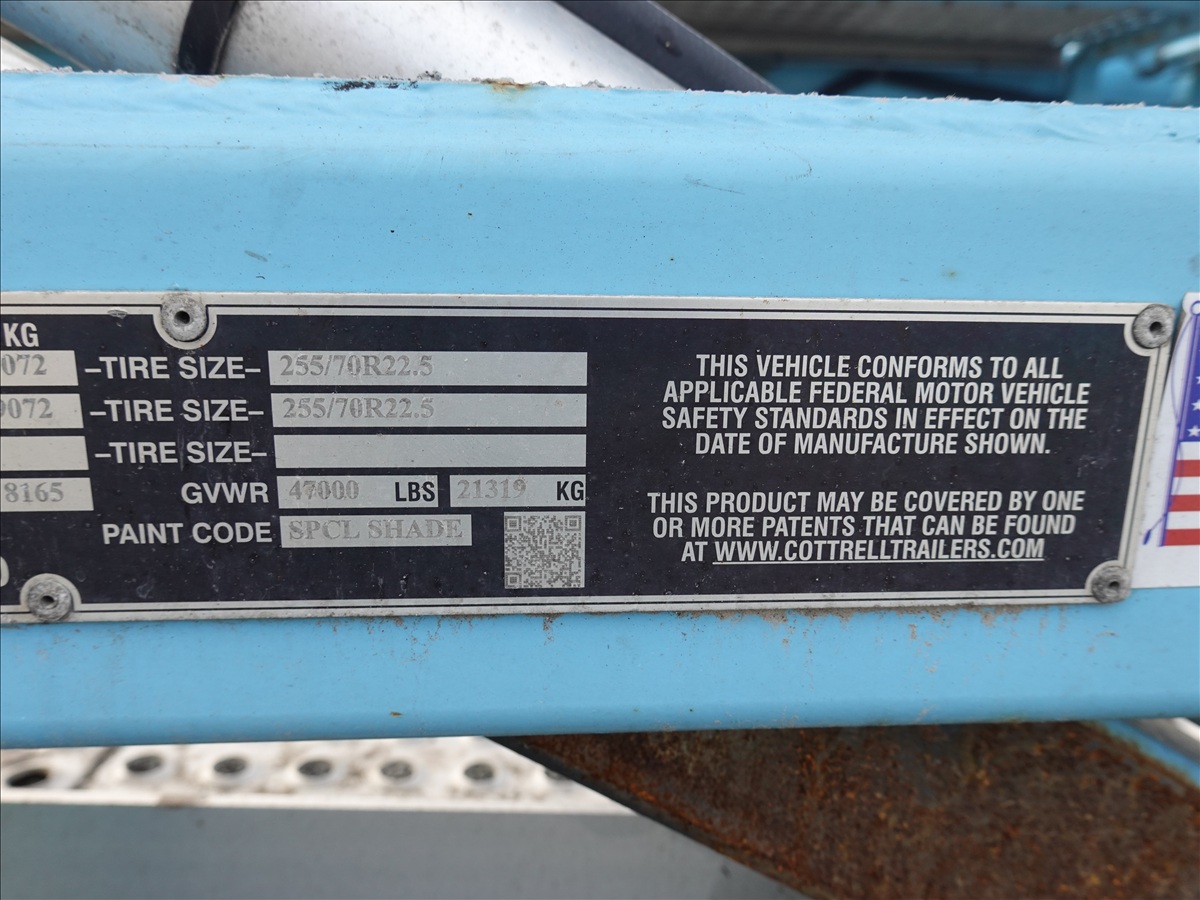 KG
072 –TIRE SIZE– 255/70R22.5
9072 –TIRE SIZE– 255/70R22.5
–TIRE SIZE–
8165 GVWR 47000 LBS 21319 KG
PAINT CODE SPCL SHADE
THIS VEHICLE CONFORMS TO ALL
APPLICABLE FEDERAL MOTOR VEHICLE
SAFETY STANDARDS IN EFFECT ON THE
DATE OF MANUFACTURE SHOWN.
THIS PRODUCT MAY BE COVERED BY ONE
OR MORE PATENTS THAT CAN BE FOUND
AT WWW.COTTRELLTRAILERS.COM